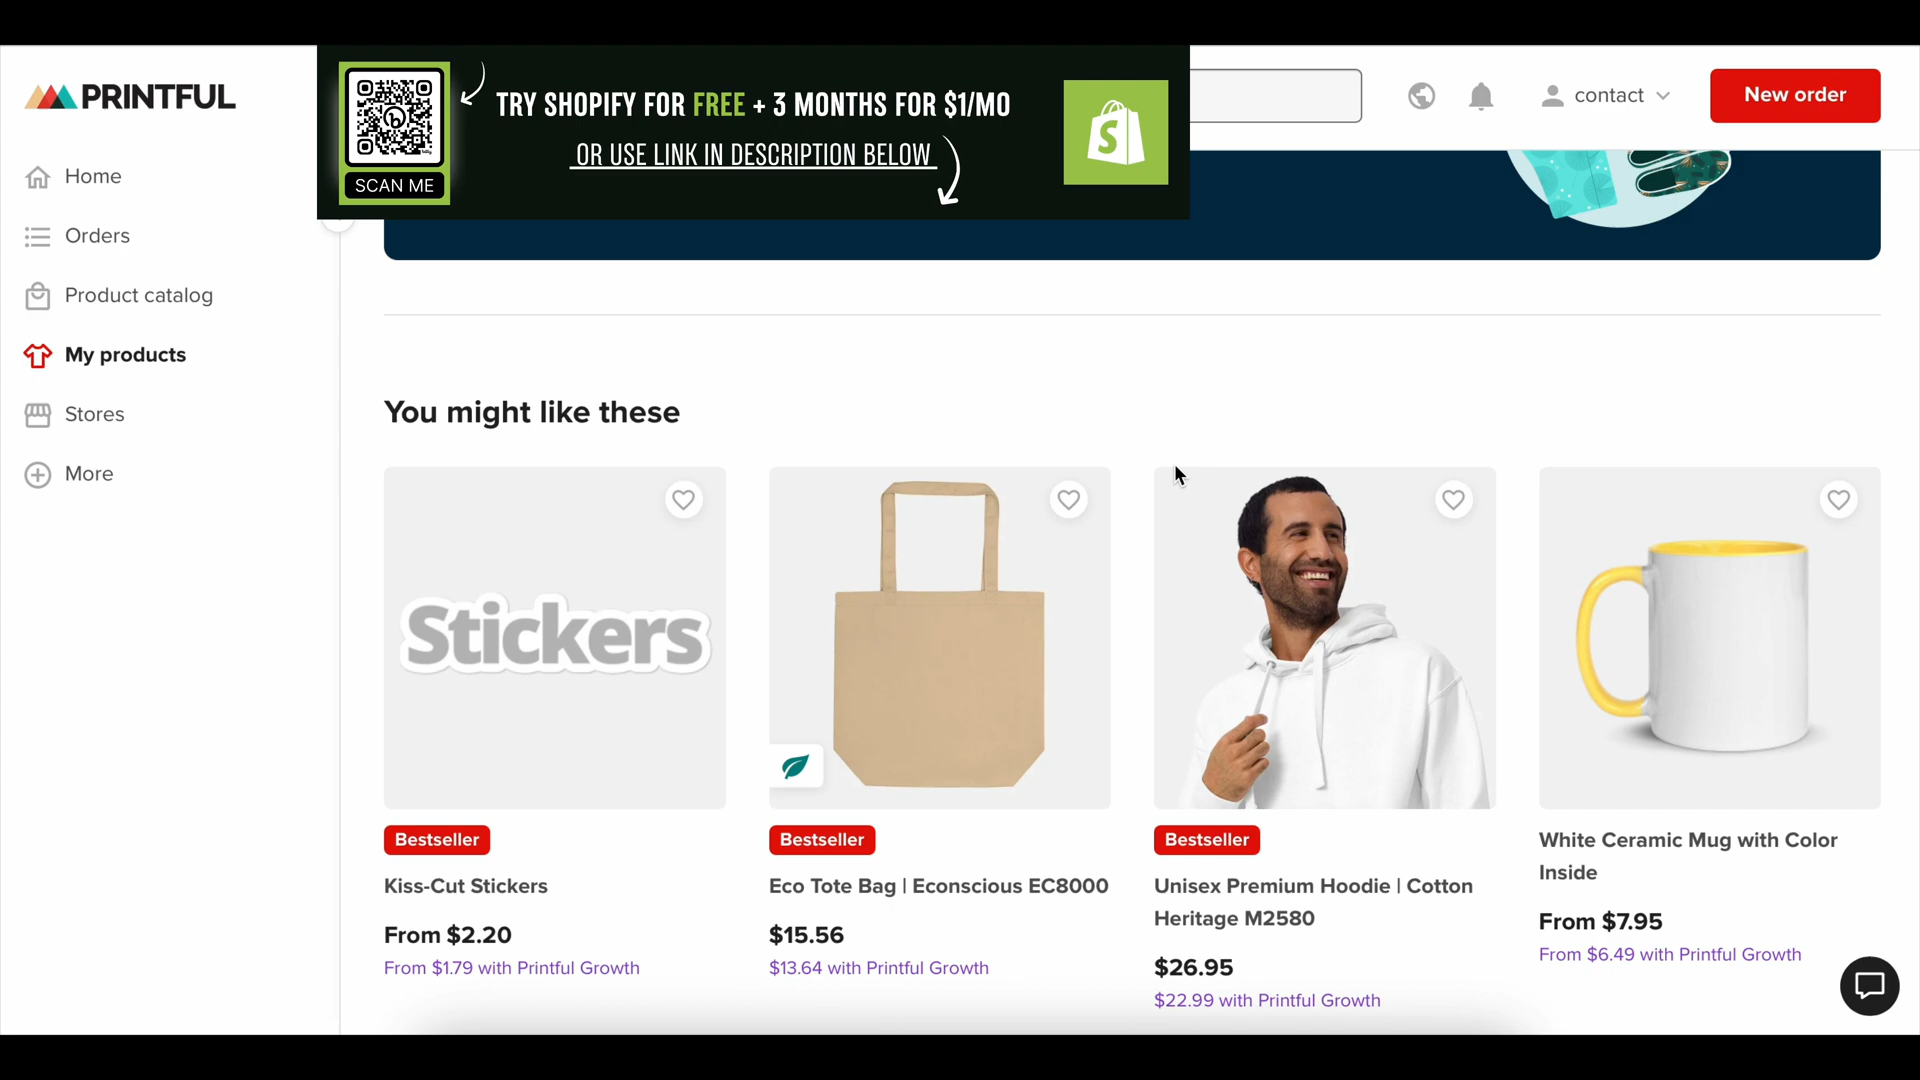 PRINTFUL
TRY SHOPIFY FOR FREE + 3 MONTHS FOR $1/MO
OR USE LINK IN DESCRIPTION BELOW
SCAN ME
S
contact
New order
Home
Orders
Product catalog
My products
Stores
More
You might like these
Stickers
Bestseller
Kiss-Cut Stickers
From $2.20
From $1.79 with Printful Growth
Bestseller
Eco Tote Bag | Econscious EC8000
$15.56
$13.64 with Printful Growth
Bestseller
Unisex Premium Hoodie | Cotton
Heritage M2580
$26.95
$22.99 with Printful Growth
White Ceramic Mug with Color
Inside
From $7.95
From $6.49 with Printful Growth